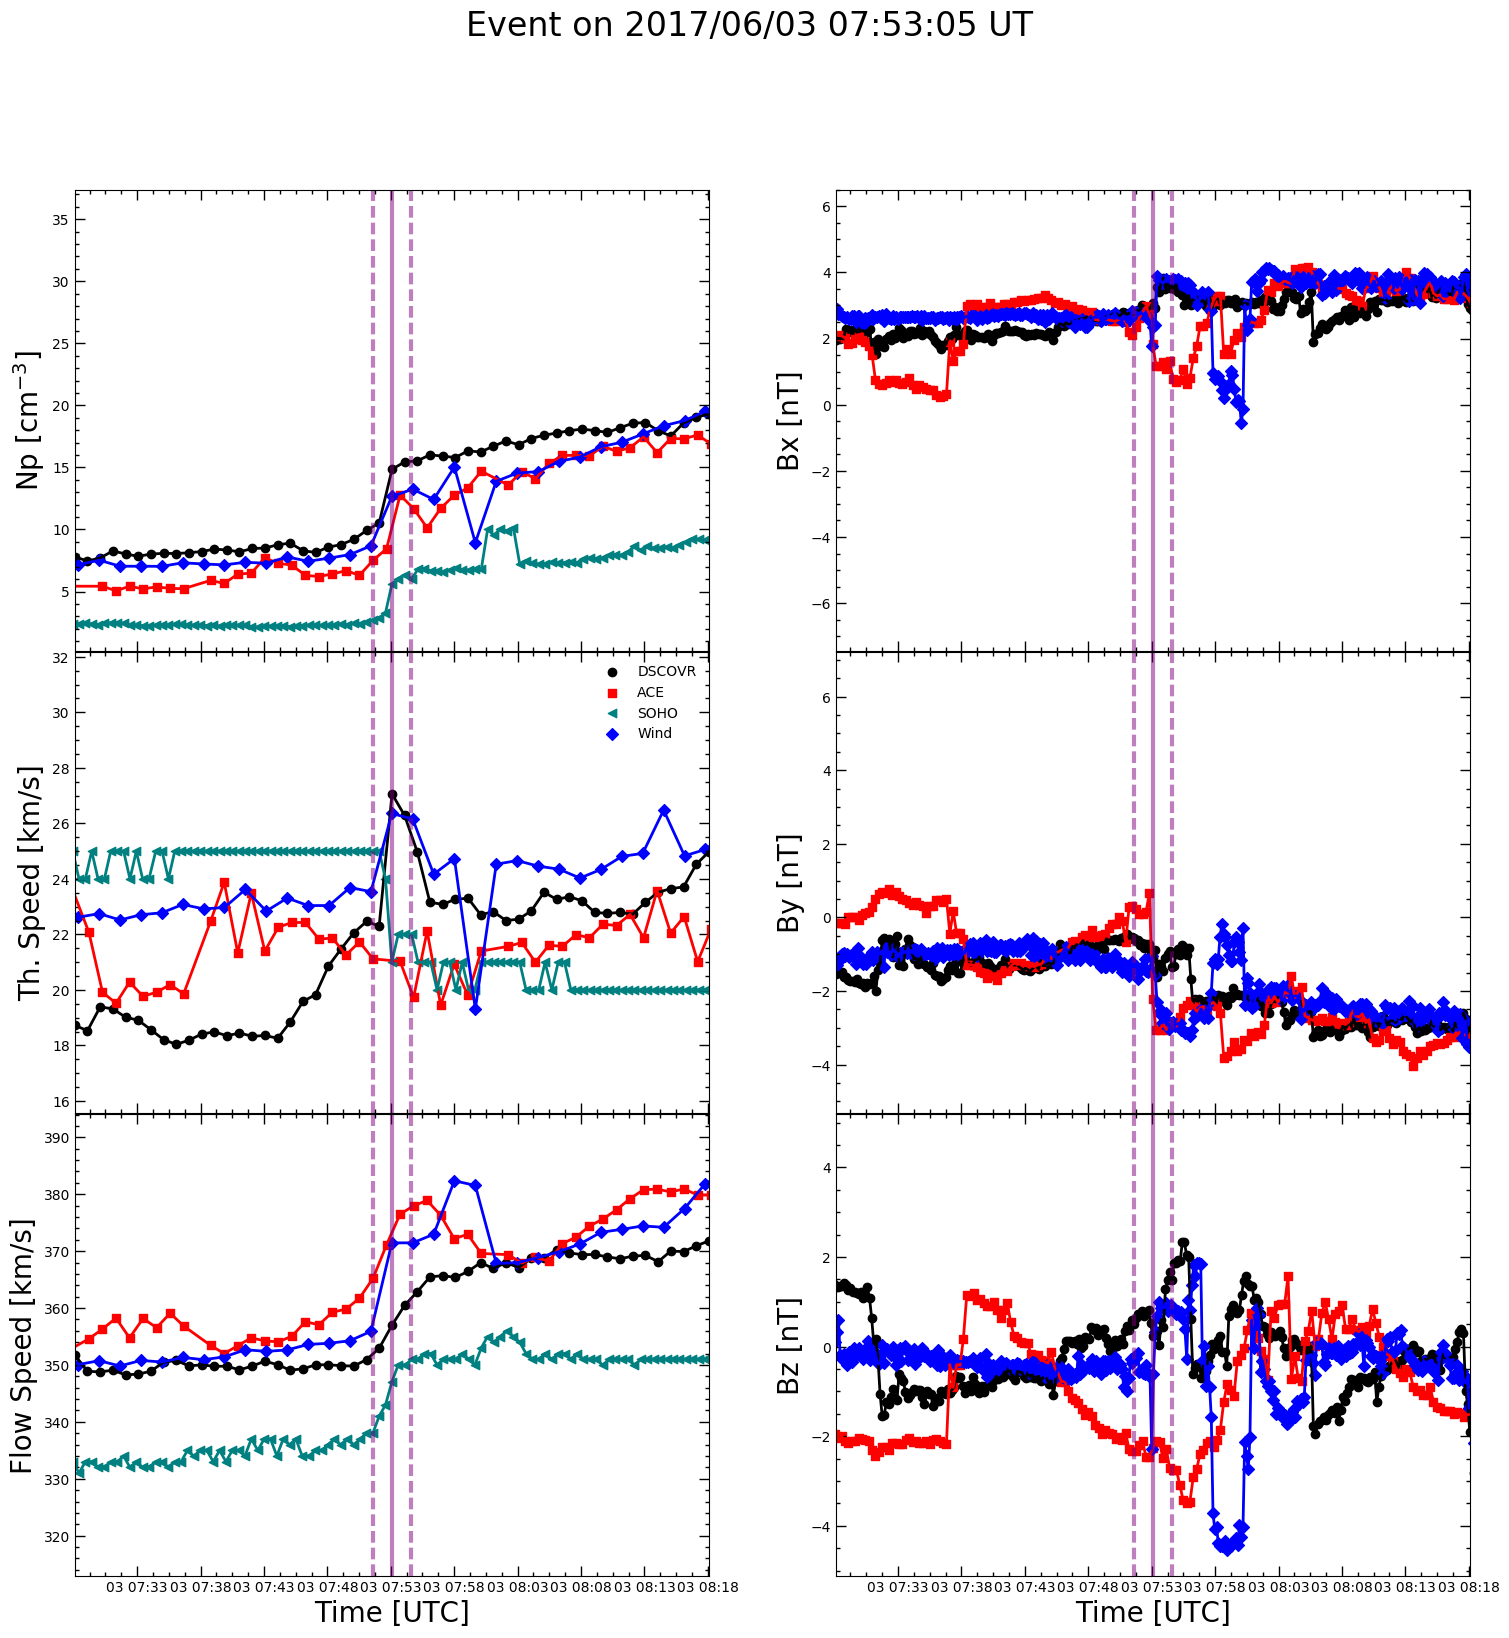 Event on 2017/06/03 07:53:05 UT
Np [cm⁻³]
35
30
25
20
15
10
5
Th. Speed [km/s]
32
30
28
26
24
22
20
18
16
DSCOVR
ACE
SOHO
Wind
Flow Speed [km/s]
390
380
370
360
350
340
330
320
03 07:33 03 07:38 03 07:43 03 07:48 03 07:53 03 07:58 03 08:03 03 08:08 03 08:13 03 08:18
Time [UTC]
Bx [nT]
6
4
2
0
−2
−4
−6
By [nT]
6
4
2
0
−2
−4
Bz [nT]
4
2
0
−2
−4
03 07:33 03 07:38 03 07:43 03 07:48 03 07:53 03 07:58 03 08:03 03 08:08 03 08:13 03 08:18
Time [UTC]